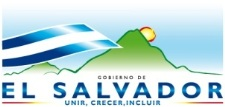 GOBIERNO DE
EL SALVADOR
UNIR, CRECER, INCLUIR